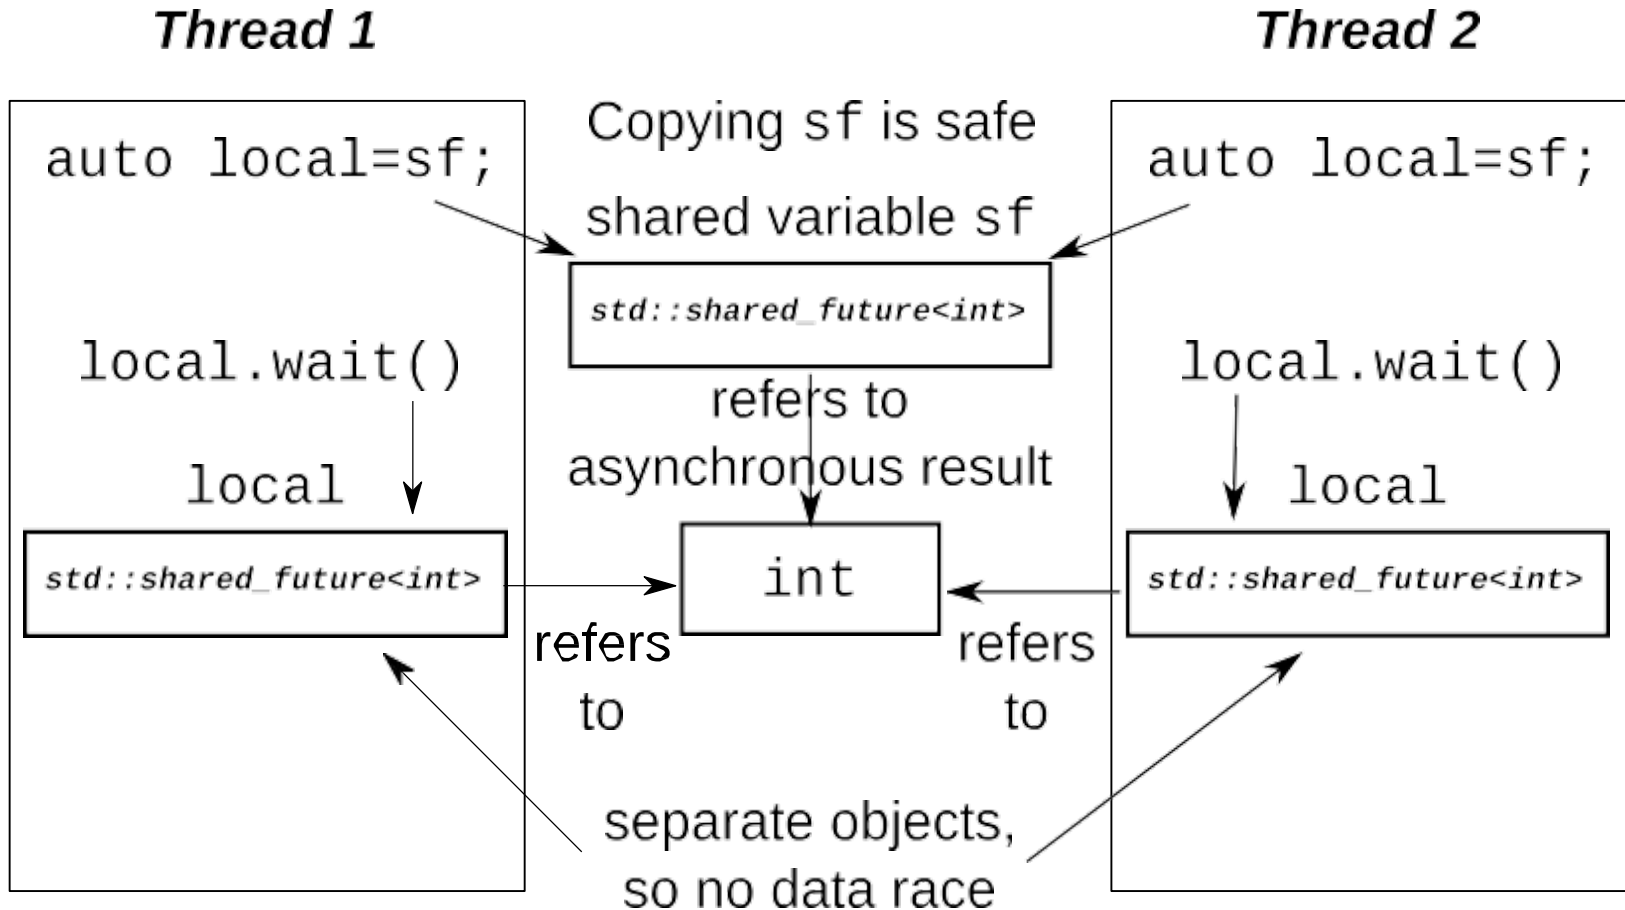 Thread 1
Thread 2
Copying sf is safe
auto local=sf;
auto local=sf;
shared variable sf
std::shared_future<int>
local.wait()
local.wait()
refers to
asynchronous result
local
local
std::shared_future<int>
int
std::shared_future<int>
refers
to
refers
to
separate objects,
so no data race